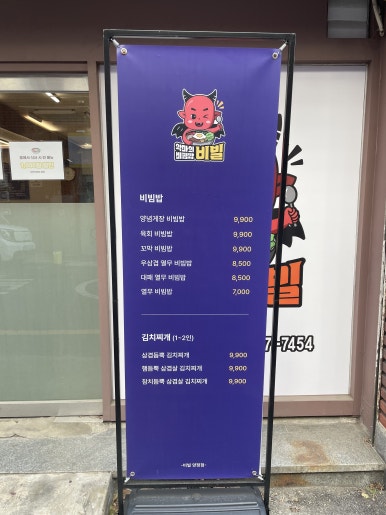 악마의
비빔밥 비빌
비빔밥
양념게장 비빔밥 9,900
육회 비빔밥 9,900
꼬막 비빔밥 9,900
우삼겹 열무 비빔밥 8,500
대패 열무 비빔밥 8,500
열무 비빔밥 7,000
김치찌개 (1~2인)
삼겹듬뿍 김치찌개 9,900
햄듬뿍 삼겹살 김치찌개 9,900
참치듬뿍 삼겹살 김치찌개 9,900
7-7454